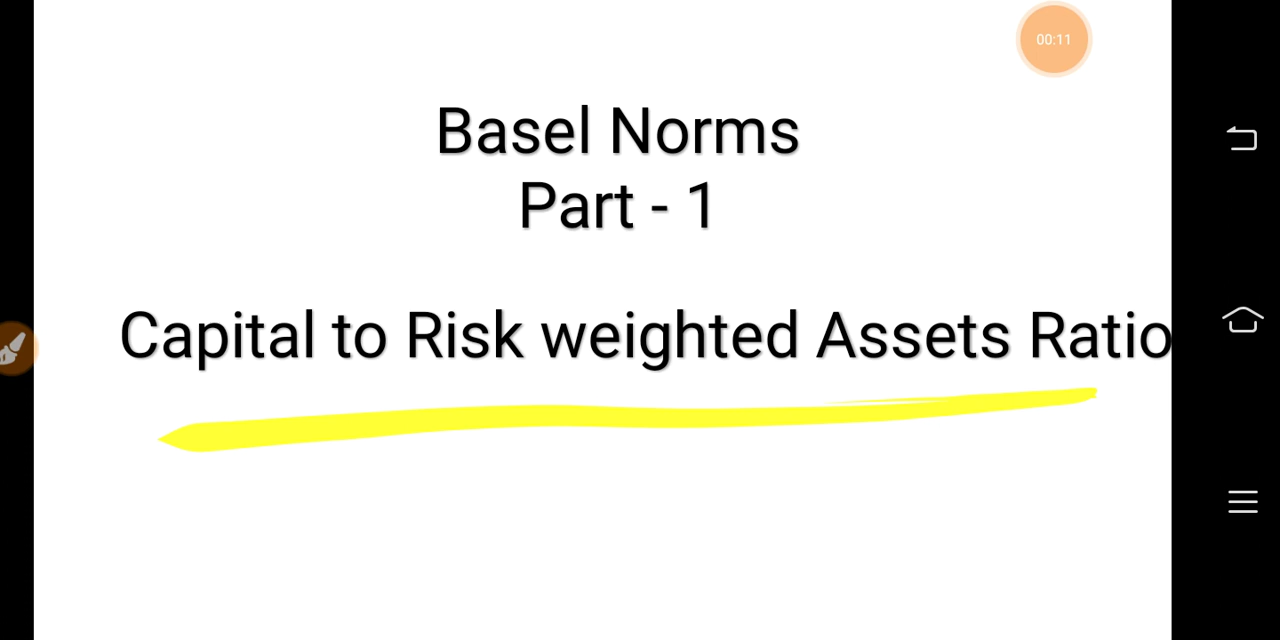 00:11
Basel Norms
Part - 1
Capital to Risk weighted Assets Ratio